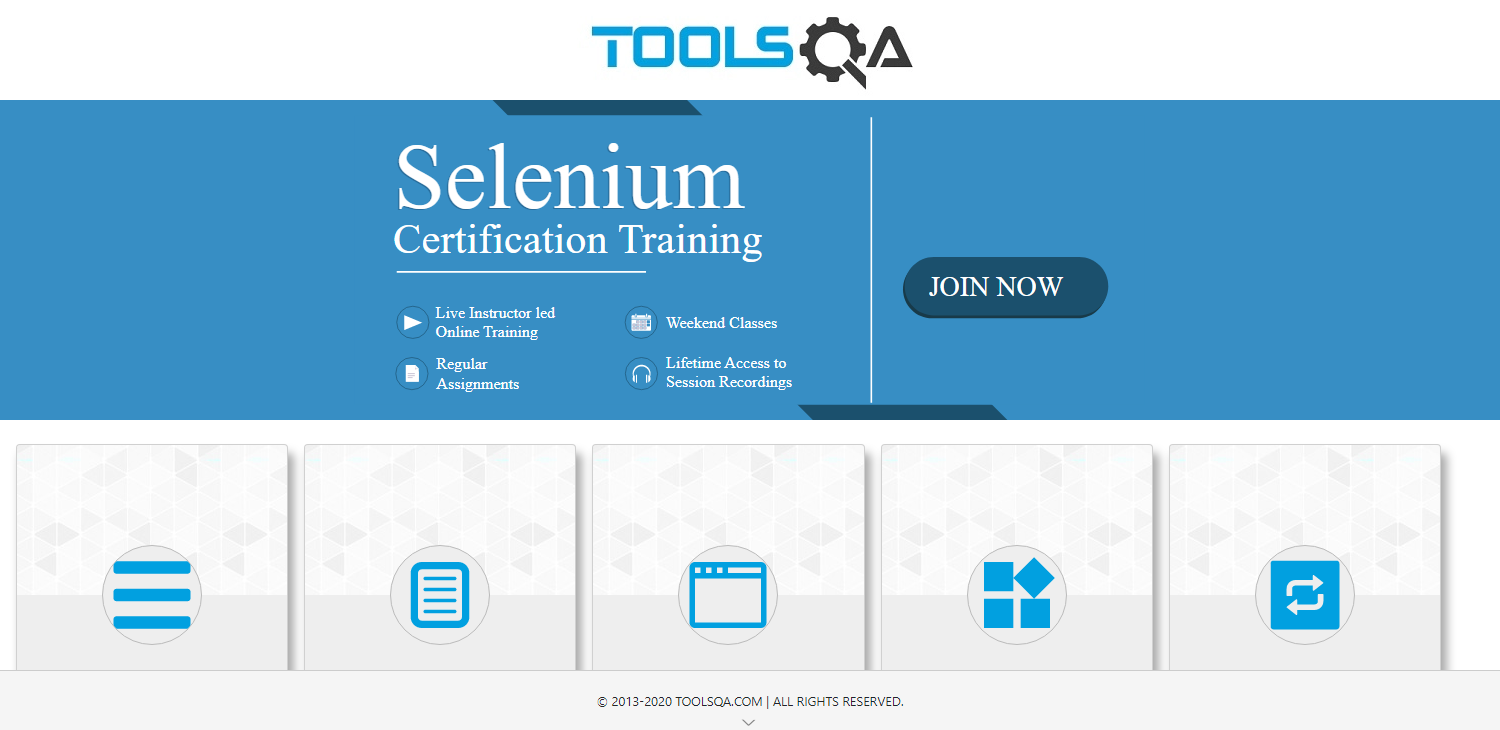 TOOLSQA
Selenium
Certification Training
Live Instructor led
Online Training
Regular
Assignments
Weekend Classes
Lifetime Access to
Session Recordings
JOIN NOW
© 2013-2020 TOOLSQA.COM | ALL RIGHTS RESERVED.